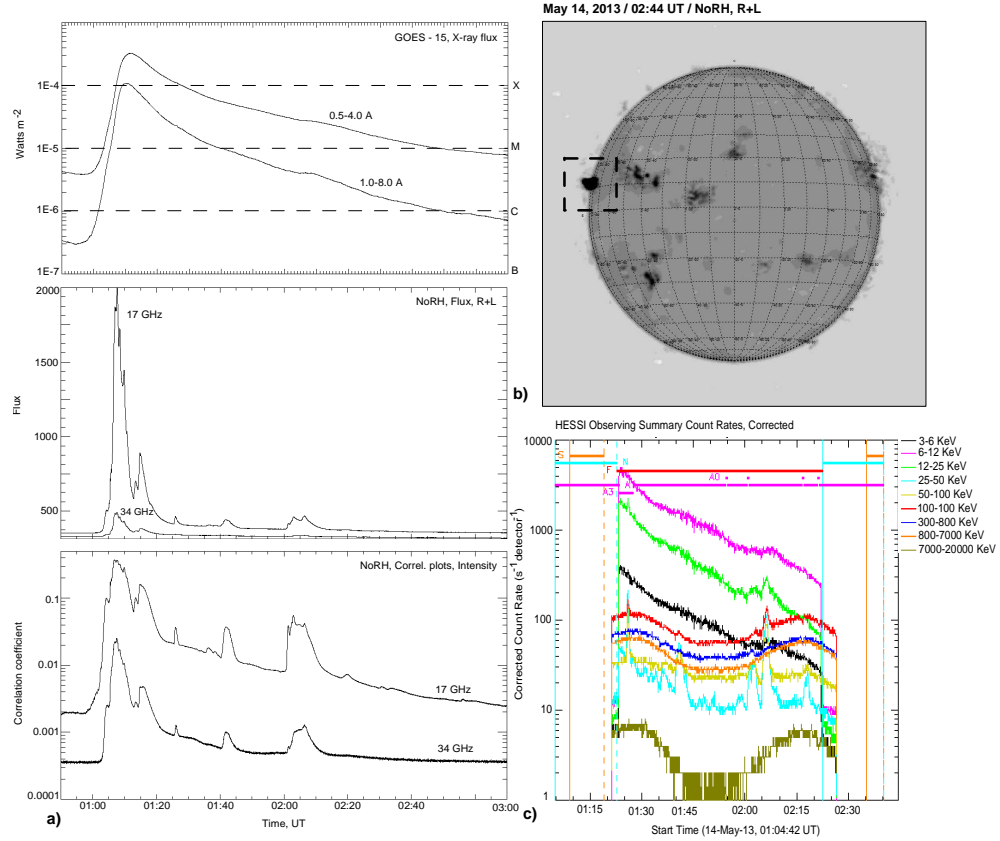 GOES - 15, X-ray flux
1E-4
1E-5
1E-6
1E-7
Watts m⁻²
X
M
C
B
0.5-4.0 A
1.0-8.0 A
NoRH, Flux, R+L
2000
1500
1000
500
Flux
17 GHz
34 GHz
NoRH, Correl. plots, Intensity
0.1
0.01
0.001
0.0001
Correlation coefficient
17 GHz
34 GHz
01:00
01:20
01:40
02:00
02:20
02:40
03:00
Time, UT
a)
May 14, 2013 / 02:44 UT / NoRH, R+L
b)
HESSI Observing Summary Count Rates, Corrected
10000
1000
100
10
1
Corrected Count Rate (s⁻¹ detector⁻¹)
S
N
F
A0
A3
A
3-6 KeV
6-12 KeV
12-25 KeV
25-50 KeV
50-100 KeV
100-100 KeV
300-800 KeV
800-7000 KeV
7000-20000 KeV
01:15
01:30
01:45
02:00
02:15
02:30
Start Time (14-May-13, 01:04:42 UT)
c)